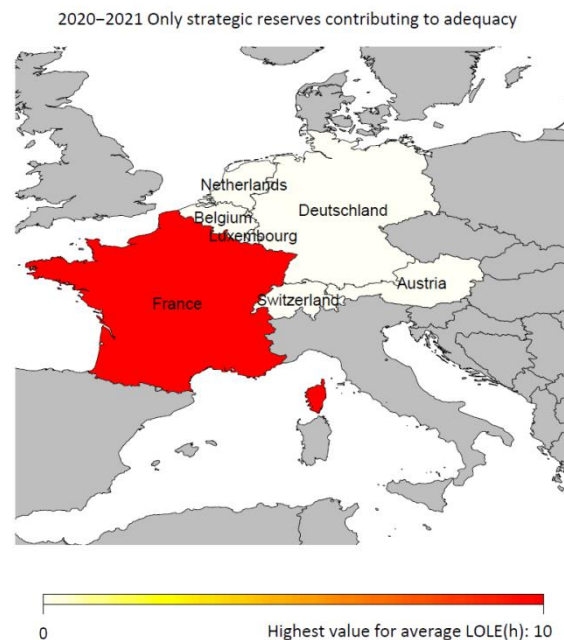 2020–2021 Only strategic reserves contributing to adequacy
Netherlands
Belgium
Deutschland
Luxembourg
Austria
France
Switzerland
0
Highest value for average LOLE(h): 10